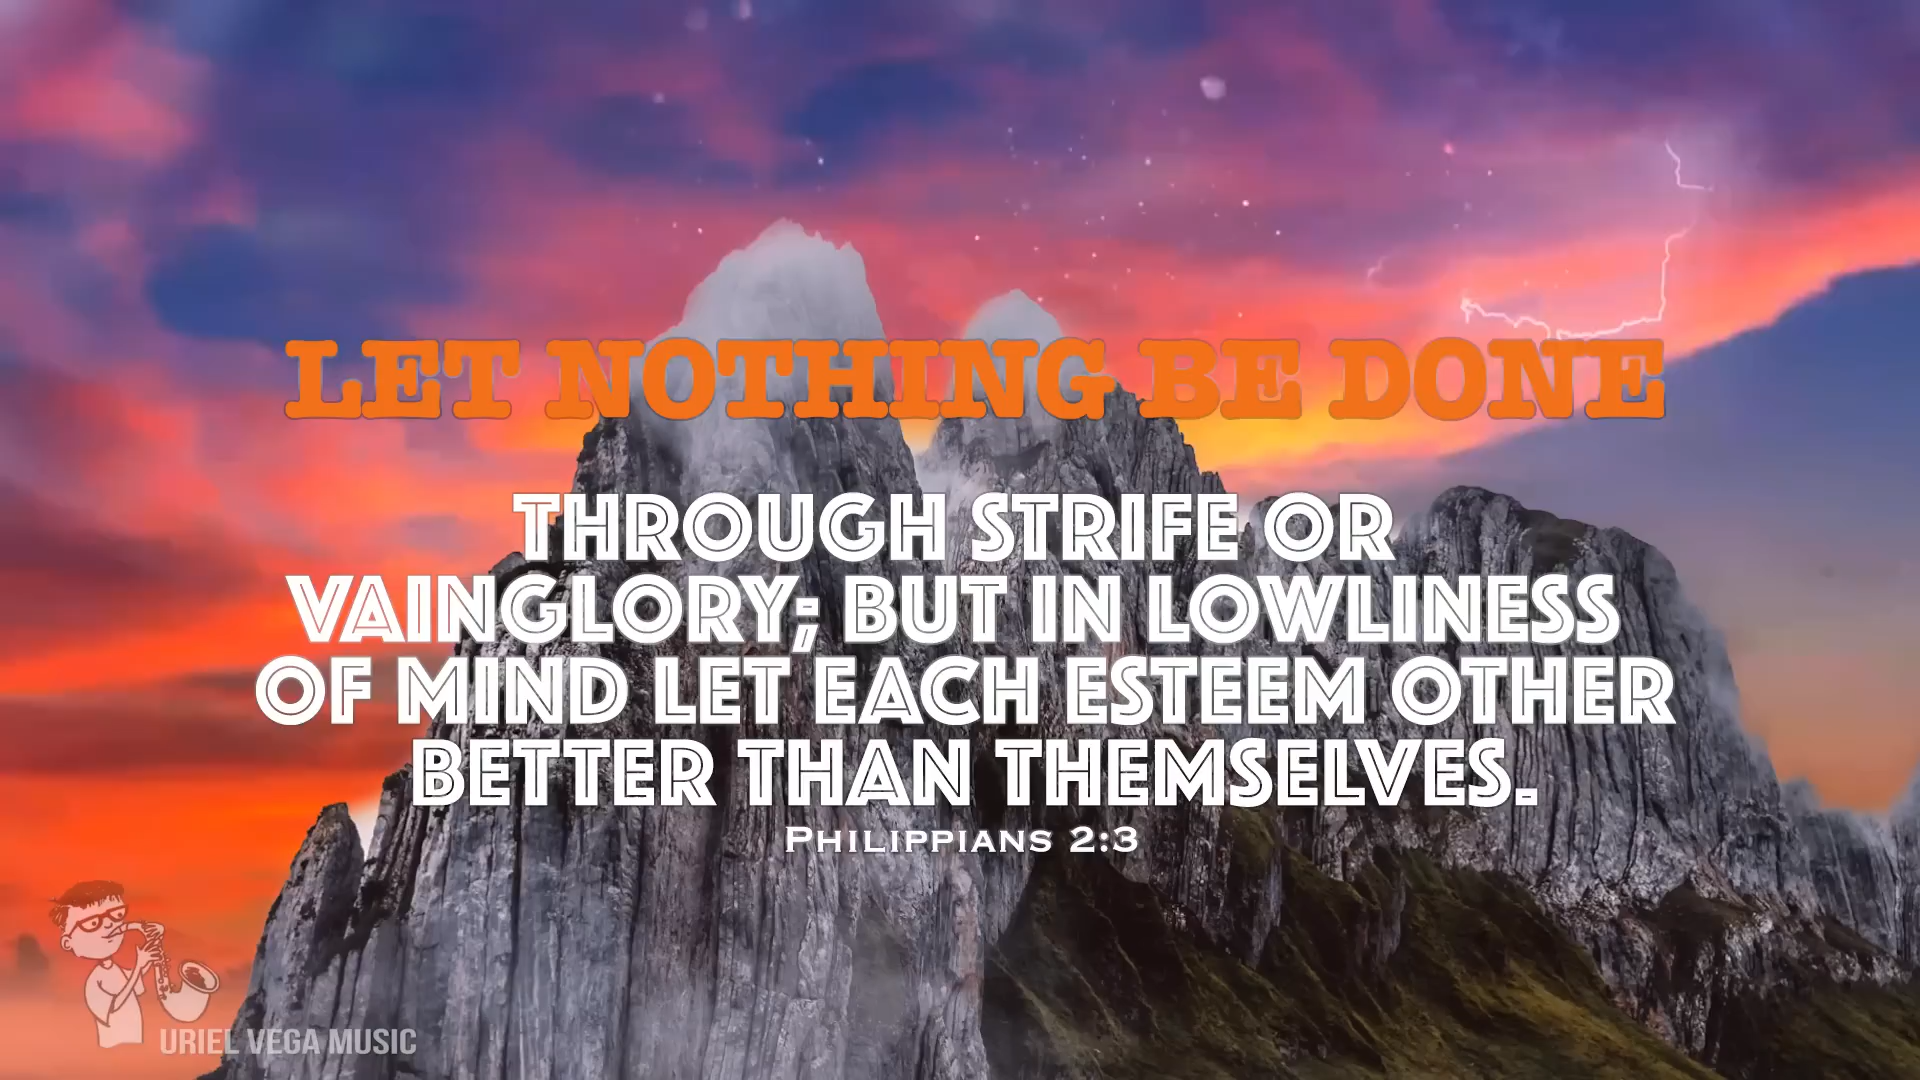 LET NOTHING BE DONE
THROUGH STRIFE OR
VAINGLORY; BUT IN LOWLINESS
OF MIND LET EACH ESTEEM OTHER
BETTER THAN THEMSELVES.
PHILIPPIANS 2:3
URIEL VEGA MUSIC